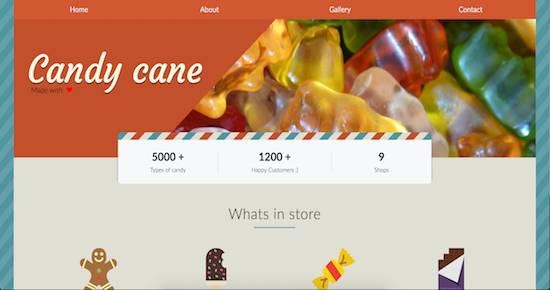 Home About Gallery Contact
Candy cane
Made with
5000 + 1200 + 9
Types of candy Happy Customers :) Shops
Whats in store